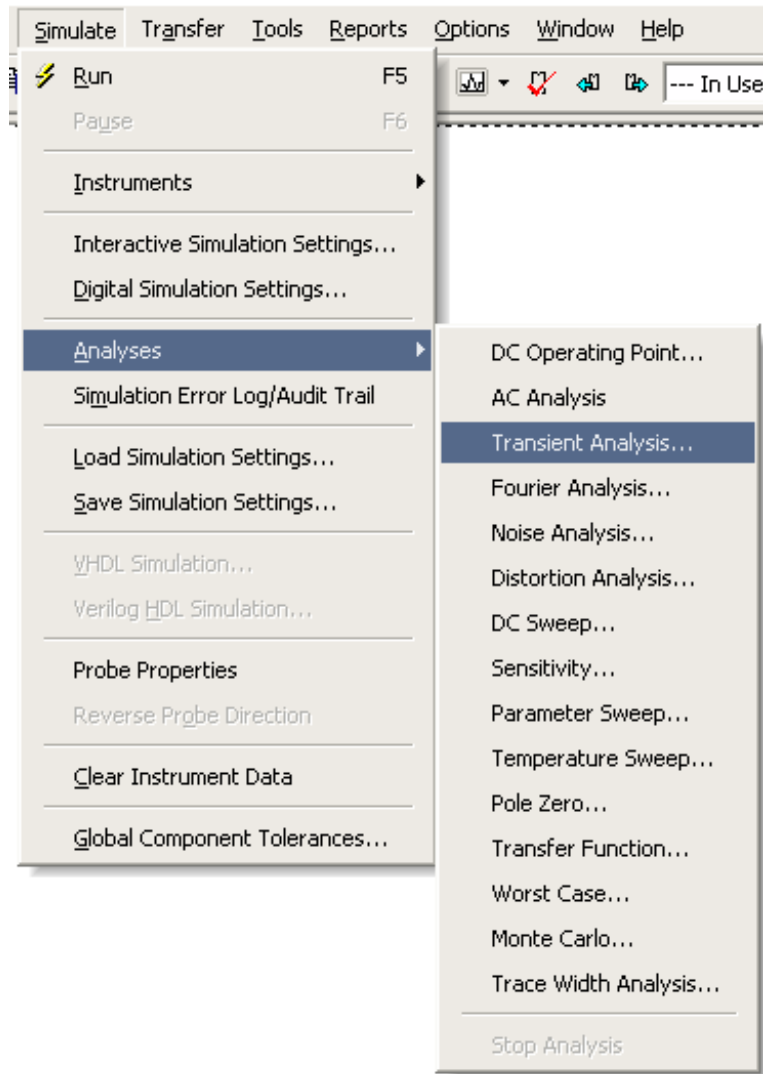 Simulate Transfer Tools Reports Options Window Help
Run F5
--- In Use
Pause F6
Instruments
Interactive Simulation Settings...
Digital Simulation Settings...
Analyses
Simulation Error Log/Audit Trail
Load Simulation Settings...
Save Simulation Settings...
VHDL Simulation...
Verilog HDL Simulation...
Probe Properties
Reverse Probe Direction
Clear Instrument Data
Global Component Tolerances...
DC Operating Point...
AC Analysis
Transient Analysis...
Fourier Analysis...
Noise Analysis...
Distortion Analysis...
DC Sweep...
Sensitivity...
Parameter Sweep...
Temperature Sweep...
Pole Zero...
Transfer Function...
Worst Case...
Monte Carlo...
Trace Width Analysis...
Stop Analysis